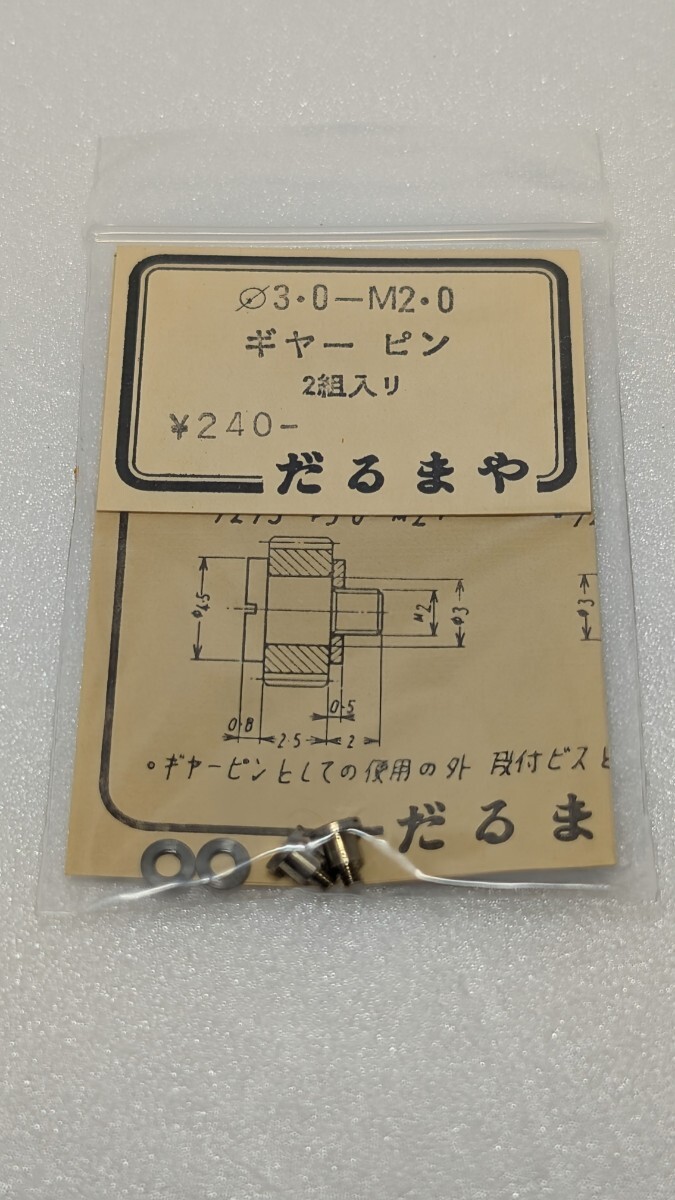 ∅3.0-M2.0
ギヤー ピン
2組入リ
¥240-
だるまや
φ4.5
M2
φ3
φ3
0.5
0.8
2.5
2
。ギヤーピンとしての使用の外 段付ビスと
だるま